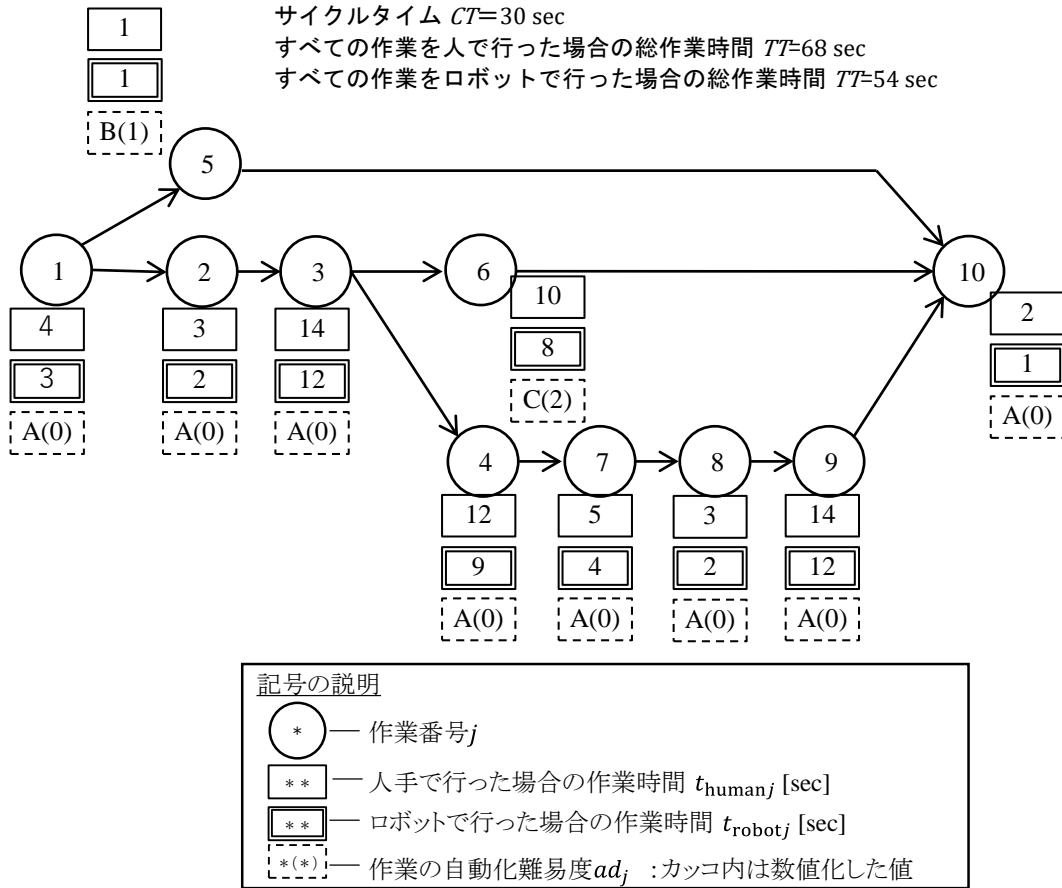 サイクルタイム CT=30 sec
すべての作業を人で行った場合の総作業時間 TT=68 sec
すべての作業をロボットで行った場合の総作業時間 TT=54 sec
1
1
B(1)
5
1
2
3
6
10
4
3
A(0)
3
2
A(0)
14
12
A(0)
10
8
C(2)
2
1
A(0)
4
7
8
9
12
9
A(0)
5
4
A(0)
3
2
A(0)
14
12
A(0)
記号の説明
* 作業番号j
** 人手で行った場合の作業時間 t_humanj [sec]
** ロボットで行った場合の作業時間 t_robotj [sec]
*(*) 作業の自動化難易度ad_j :カッコ内は数値化した値